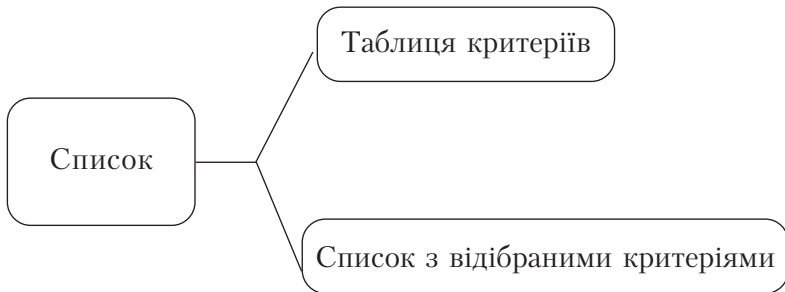 Таблиця критеріїв
Список
Список з відібраними критеріями